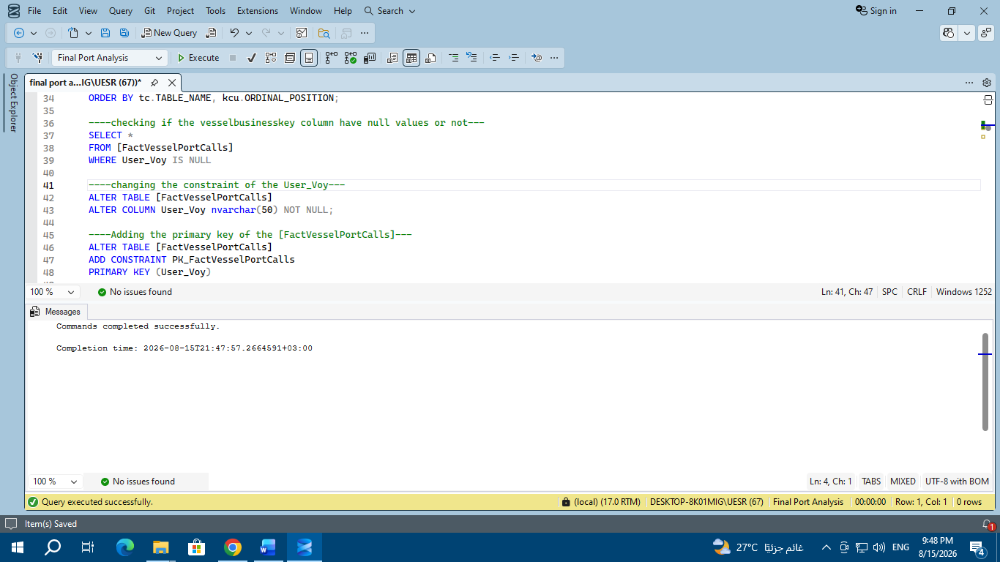 File Edit View Query Git Project Tools Extensions Window Help Search Sign in
New Query
Final Port Analysis Execute
Object Explorer
final port a...IG\UESR (67))*
34 ORDER BY tc.TABLE_NAME, kcu.ORDINAL_POSITION;
35
36 ----checking if the vesselbusinesskey column have null values or not---
37 SELECT *
38 FROM [FactVesselPortCalls]
39 WHERE User_Voy IS NULL
40
41 ----changing the constraint of the User_Voy---
42 ALTER TABLE [FactVesselPortCalls]
43 ALTER COLUMN User_Voy nvarchar(50) NOT NULL;
44
45 ----Adding the primary key of the [FactVesselPortCalls]---
46 ALTER TABLE [FactVesselPortCalls]
47 ADD CONSTRAINT PK_FactVesselPortCalls
48 PRIMARY KEY (User_Voy)
100 % No issues found Ln: 41, Ch: 47 SPC CRLF Windows 1252
Messages
Commands completed successfully.
Completion time: 2026-08-15T21:47:57.2664591+03:00
100 % No issues found Ln: 4, Ch: 1 TABS MIXED UTF-8 with BOM
Query executed successfully. (local) (17.0 RTM) DESKTOP-8K01MIG\UESR (67) Final Port Analysis 00:00:00 Row: 1, Col: 1 0 rows
Item(s) Saved 1
27°C غائم جزئيًا ENG 9:48 PM
8/15/2026 4